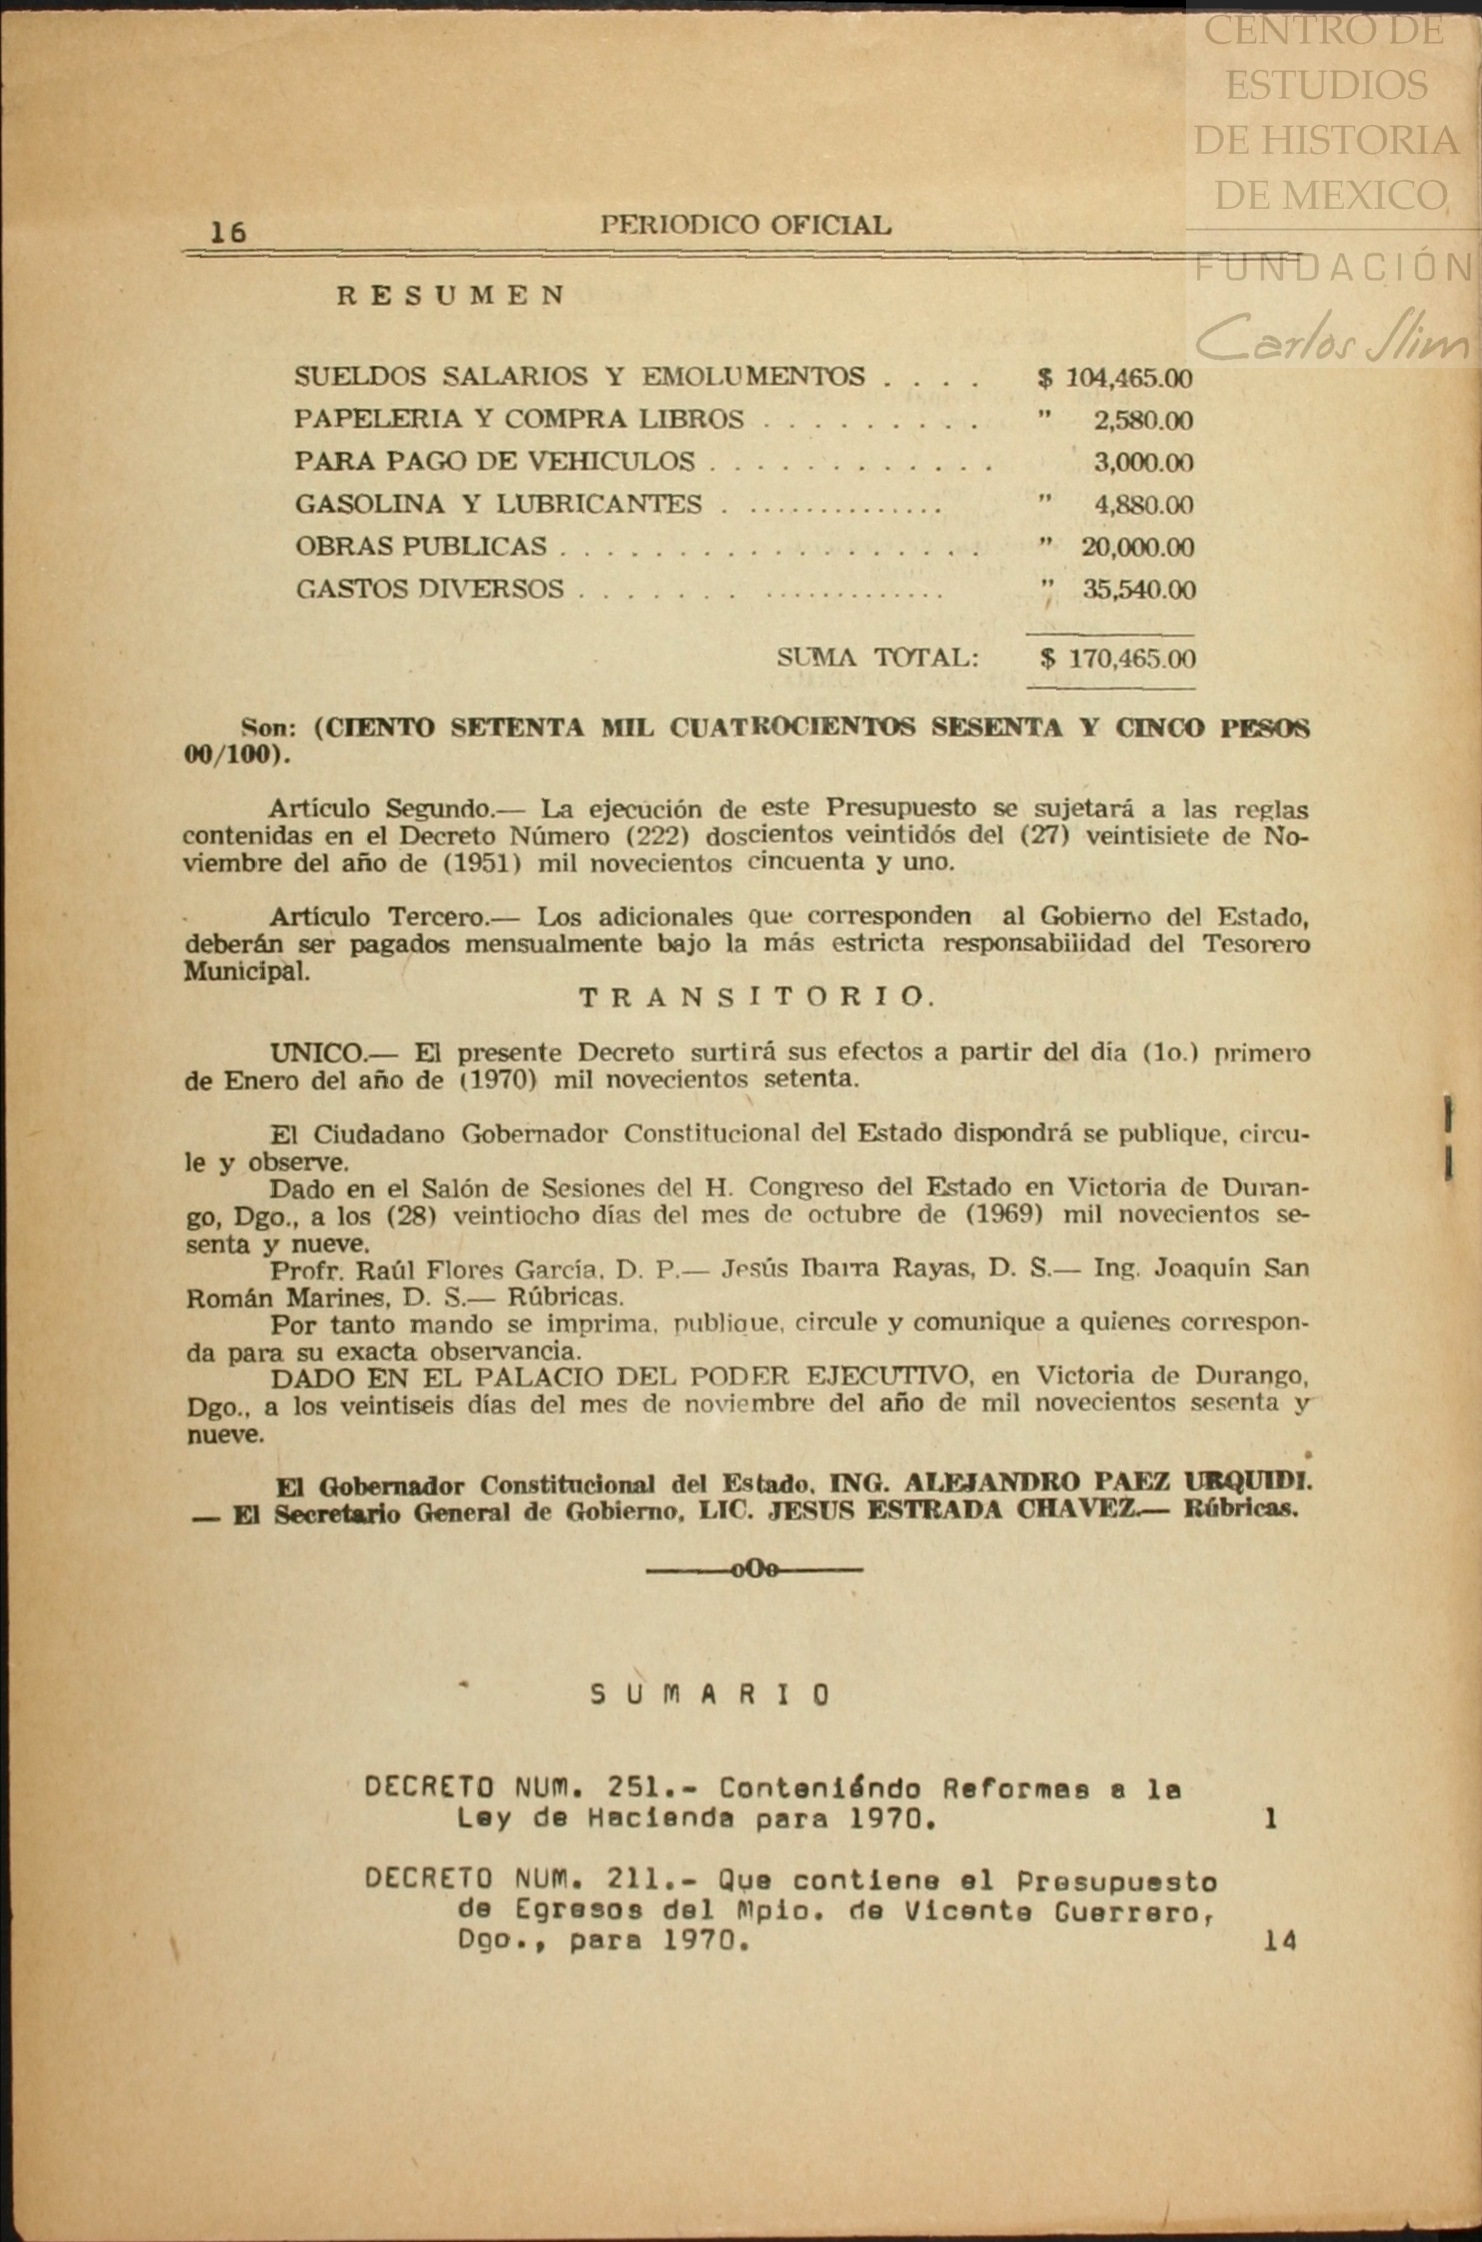 CENTRO DE
ESTUDIOS
DE HISTORIA
DE MEXICO
FUNDACIÓN
Carlos Slim
16
PERIODICO OFICIAL
RESUMEN
SUELDOS SALARIOS Y EMOLUMENTOS . . . . $ 104,465.00
PAPELERIA Y COMPRA LIBROS . . . . . . . . . " 2,580.00
PARA PAGO DE VEHICULOS . . . . . . . . . . . . 3,000.00
GASOLINA Y LUBRICANTES . .............. " 4,880.00
OBRAS PUBLICAS . . . . . . . . . . . . . . . . . . " 20,000.00
GASTOS DIVERSOS . . . . . . . ............. " 35,540.00
SUMA TOTAL: $ 170,465.00
Son: (CIENTO SETENTA MIL CUATROCIENTOS SESENTA Y CINCO PESOS
00/100).
Artículo Segundo.— La ejecución de este Presupuesto se sujetará a las reglas
contenidas en el Decreto Número (222) doscientos veintidós del (27) veintisiete de No-
viembre del año de (1951) mil novecientos cincuenta y uno.
Artículo Tercero.— Los adicionales que corresponden al Gobierno del Estado,
deberán ser pagados mensualmente bajo la más estricta responsabilidad del Tesorero
Municipal.
TRANSITORIO.
UNICO.— El presente Decreto surtirá sus efectos a partir del día (1o.) primero
de Enero del año de (1970) mil novecientos setenta.
El Ciudadano Gobernador Constitucional del Estado dispondrá se publique, circu-
le y observe.
Dado en el Salón de Sesiones del H. Congreso del Estado en Victoria de Duran-
go, Dgo., a los (28) veintiocho días del mes de octubre de (1969) mil novecientos se-
senta y nueve.
Profr. Raúl Flores García, D. P.— Jesús Ibarra Rayas, D. S.— Ing. Joaquín San
Román Marines, D. S.— Rúbricas.
Por tanto mando se imprima, publique, circule y comunique a quienes correspon-
da para su exacta observancia.
DADO EN EL PALACIO DEL PODER EJECUTIVO, en Victoria de Durango,
Dgo., a los veintiseis días del mes de noviembre del año de mil novecientos sesenta y
nueve.
El Gobernador Constitucional del Estado, ING. ALEJANDRO PAEZ URQUIDI.
— El Secretario General de Gobierno, LIC. JESUS ESTRADA CHAVEZ.— Rúbricas.
oOo
SUMARIO
DECRETO NUM. 251.- Conteniéndo Reformas a la
Ley de Hacienda para 1970. 1
DECRETO NUM. 211.- Que contiene el Presupuesto
de Egresos del Mpio. de Vicente Guerrero,
Dgo., para 1970. 14